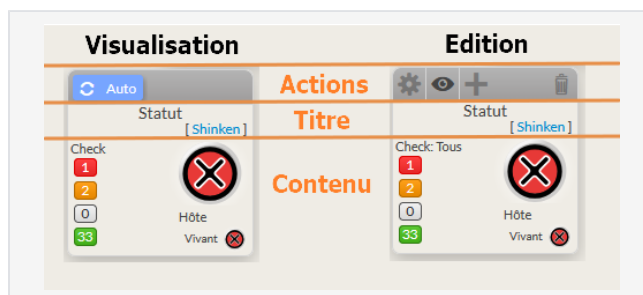 Visualisation Edition
Auto Actions
Statut Titre Statut
[ Shinken ] [ Shinken ]
Check Check: Tous
1 1
2 Contenu 2
0 Hôte 0 Hôte
33 Vivant 33 Vivant